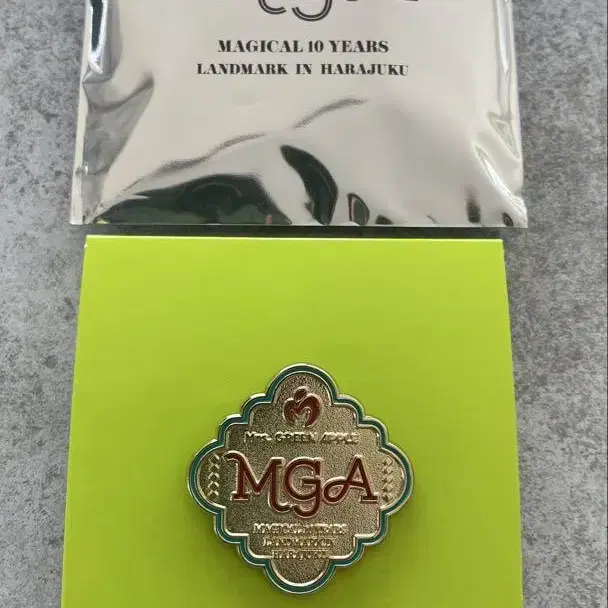 MAGICAL 10 YEARS
LANDMARK IN HARAJUKU
Mrs. GREEN APPLE
MGA
MAGICAL 10 YEARS
LANDMARK IN
HARAJUKU